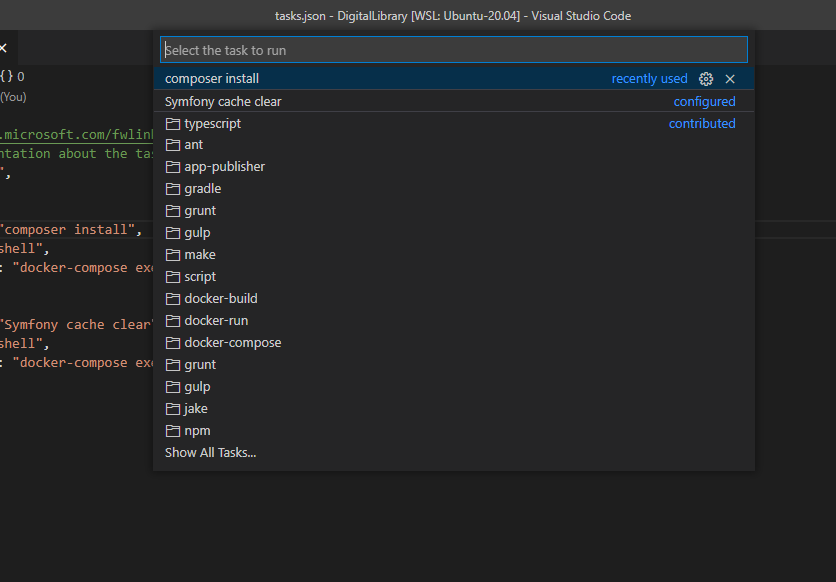 tasks.json - DigitalLibrary [WSL: Ubuntu-20.04] - Visual Studio Code
Select the task to run
{} 0
composer install recently used
(You)
Symfony cache clear configured
typescript contributed
.microsoft.com/fwlink
ant
ntation about the tas
app-publisher
",
gradle
grunt
"composer install",
gulp
shell",
make
: "docker-compose exe
script
docker-build
docker-run
"Symfony cache clear"
docker-compose
shell",
grunt
: "docker-compose exe
gulp
jake
npm
Show All Tasks...